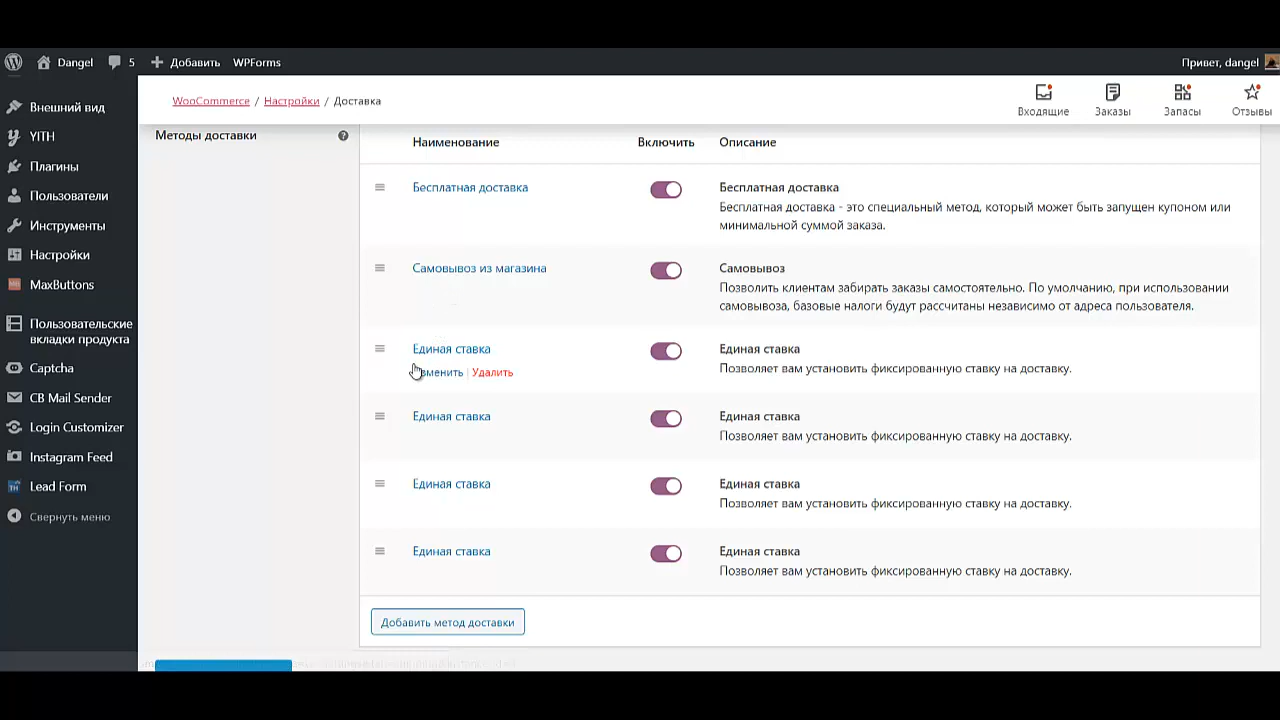 Dangel 5 Добавить WPForms Привет, dangel
WooCommerce / Настройки / Доставка
Входящие Заказы Запасы Отзывы
Внешний вид
YITH
Плагины
Пользователи
Инструменты
Настройки
MaxButtons
Пользовательские
вкладки продукта
Captcha
CB Mail Sender
Login Customizer
Instagram Feed
Lead Form
Свернуть меню
Методы доставки
Наименование Включить Описание
Бесплатная доставка Бесплатная доставка
Бесплатная доставка - это специальный метод, который может быть запущен купоном или
минимальной суммой заказа.
Самовывоз из магазина Самовывоз
Позволить клиентам забирать заказы самостоятельно. По умолчанию, при использовании
самовывоза, базовые налоги будут рассчитаны независимо от адреса пользователя.
Единая ставка Единая ставка
Удалить Позволяет вам установить фиксированную ставку на доставку.
Единая ставка Единая ставка
Позволяет вам установить фиксированную ставку на доставку.
Единая ставка Единая ставка
Позволяет вам установить фиксированную ставку на доставку.
Единая ставка Единая ставка
Позволяет вам установить фиксированную ставку на доставку.
Добавить метод доставки